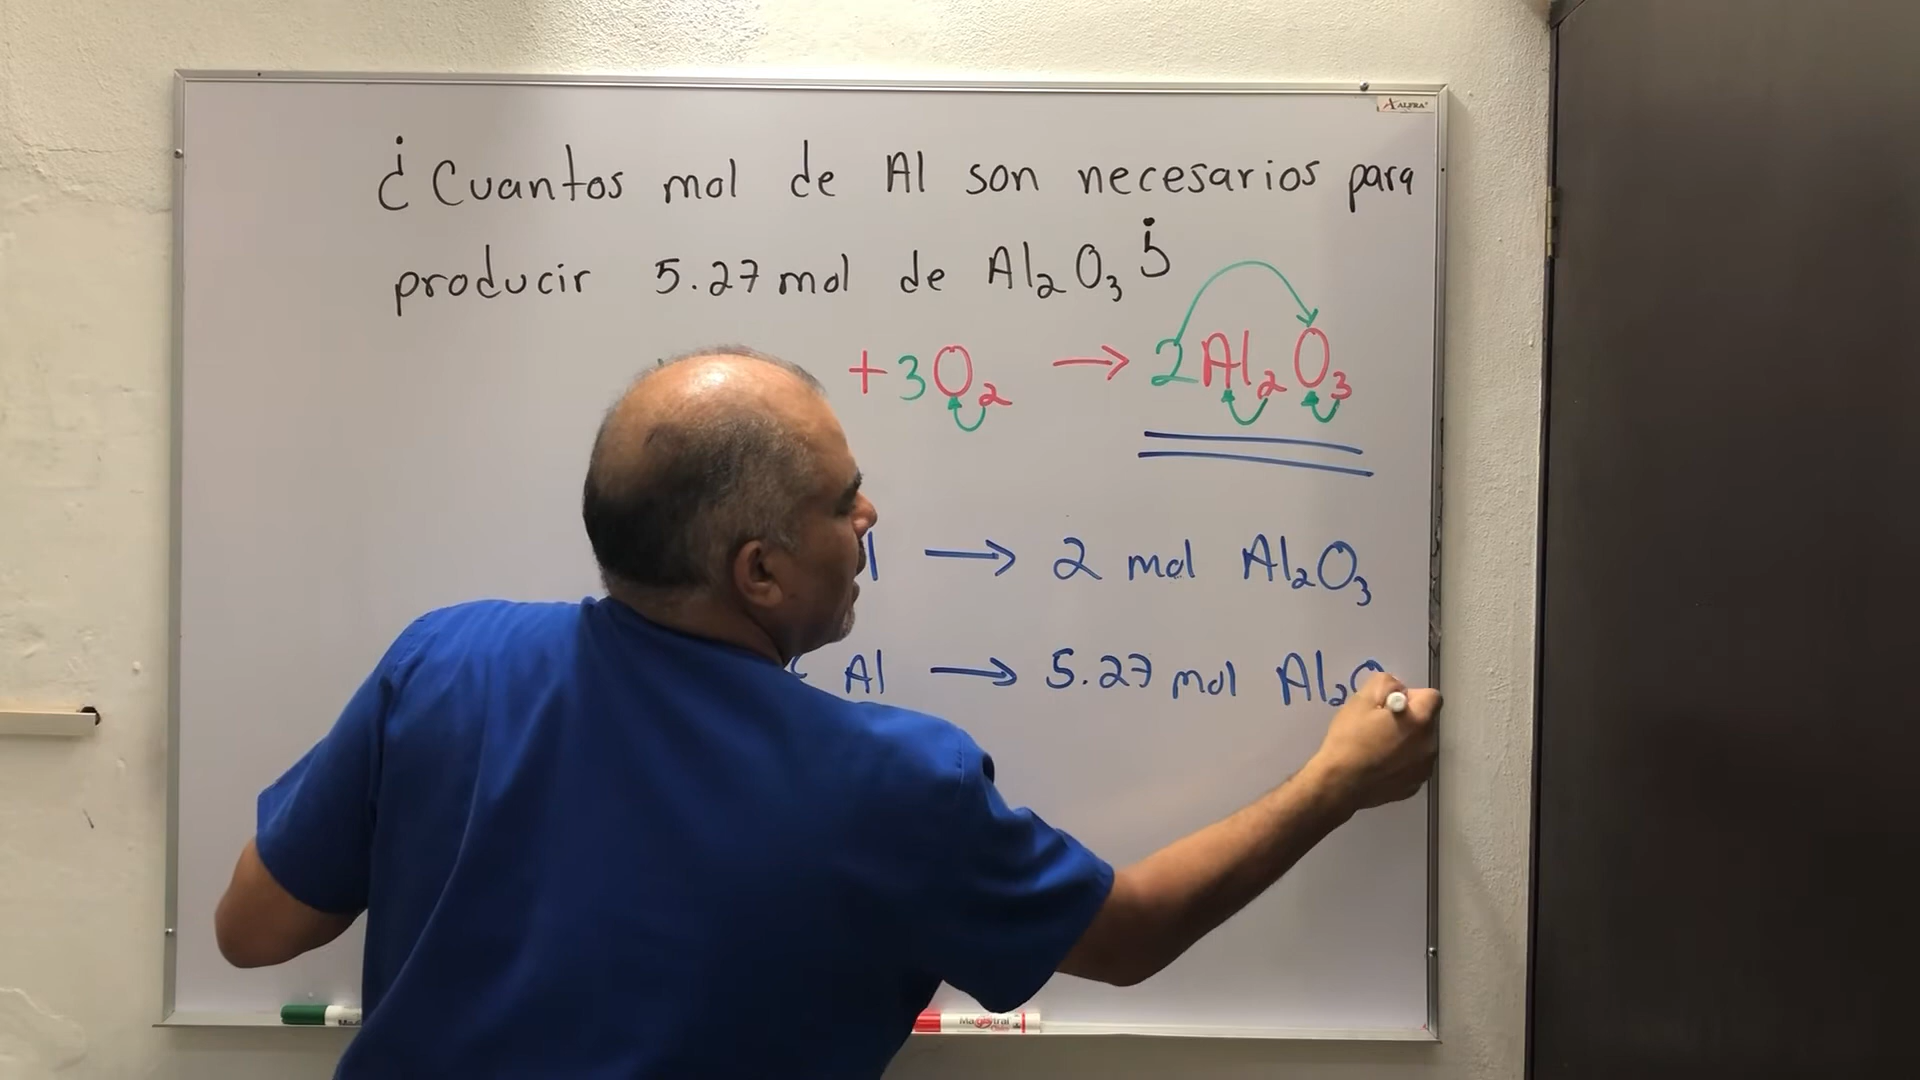 ALFRA
¿Cuantos mol de Al son necesarios para
producir 5.27 mol de Al₂O₃?
+3O₂ → 2Al₂O₃
l → 2 mol Al₂O₃
Al → 5.27 mol Al₂O
Magistral